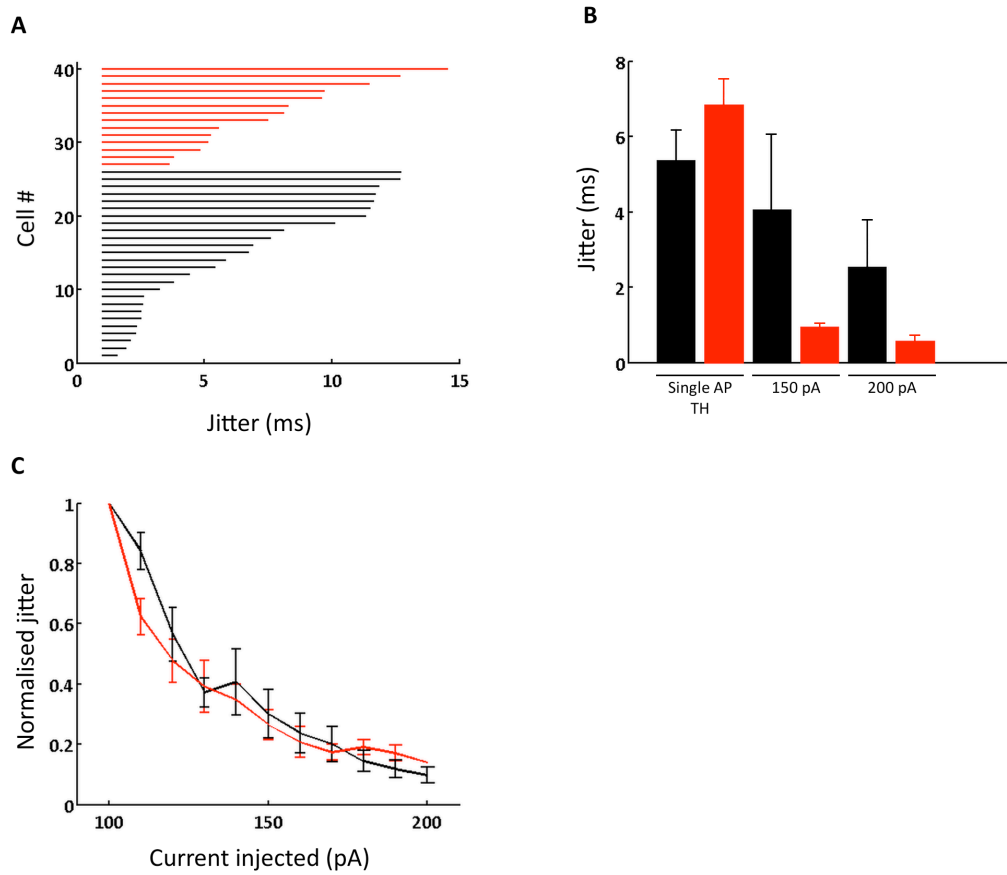 A
40
30
20
10
0
Cell #
0 5 10 15
Jitter (ms)
B
8
6
4
2
0
Jitter (ms)
Single AP
TH
150 pA
200 pA
C
1
0.8
0.6
0.4
0.2
0
Normalised jitter
100 150 200
Current injected (pA)